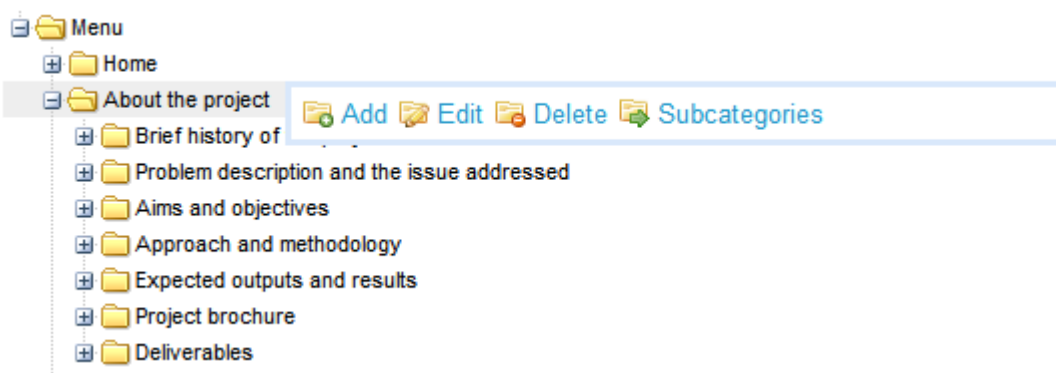 Menu
Home
About the project
Add Edit Delete Subcategories
Brief history of
Problem description and the issue addressed
Aims and objectives
Approach and methodology
Expected outputs and results
Project brochure
Deliverables